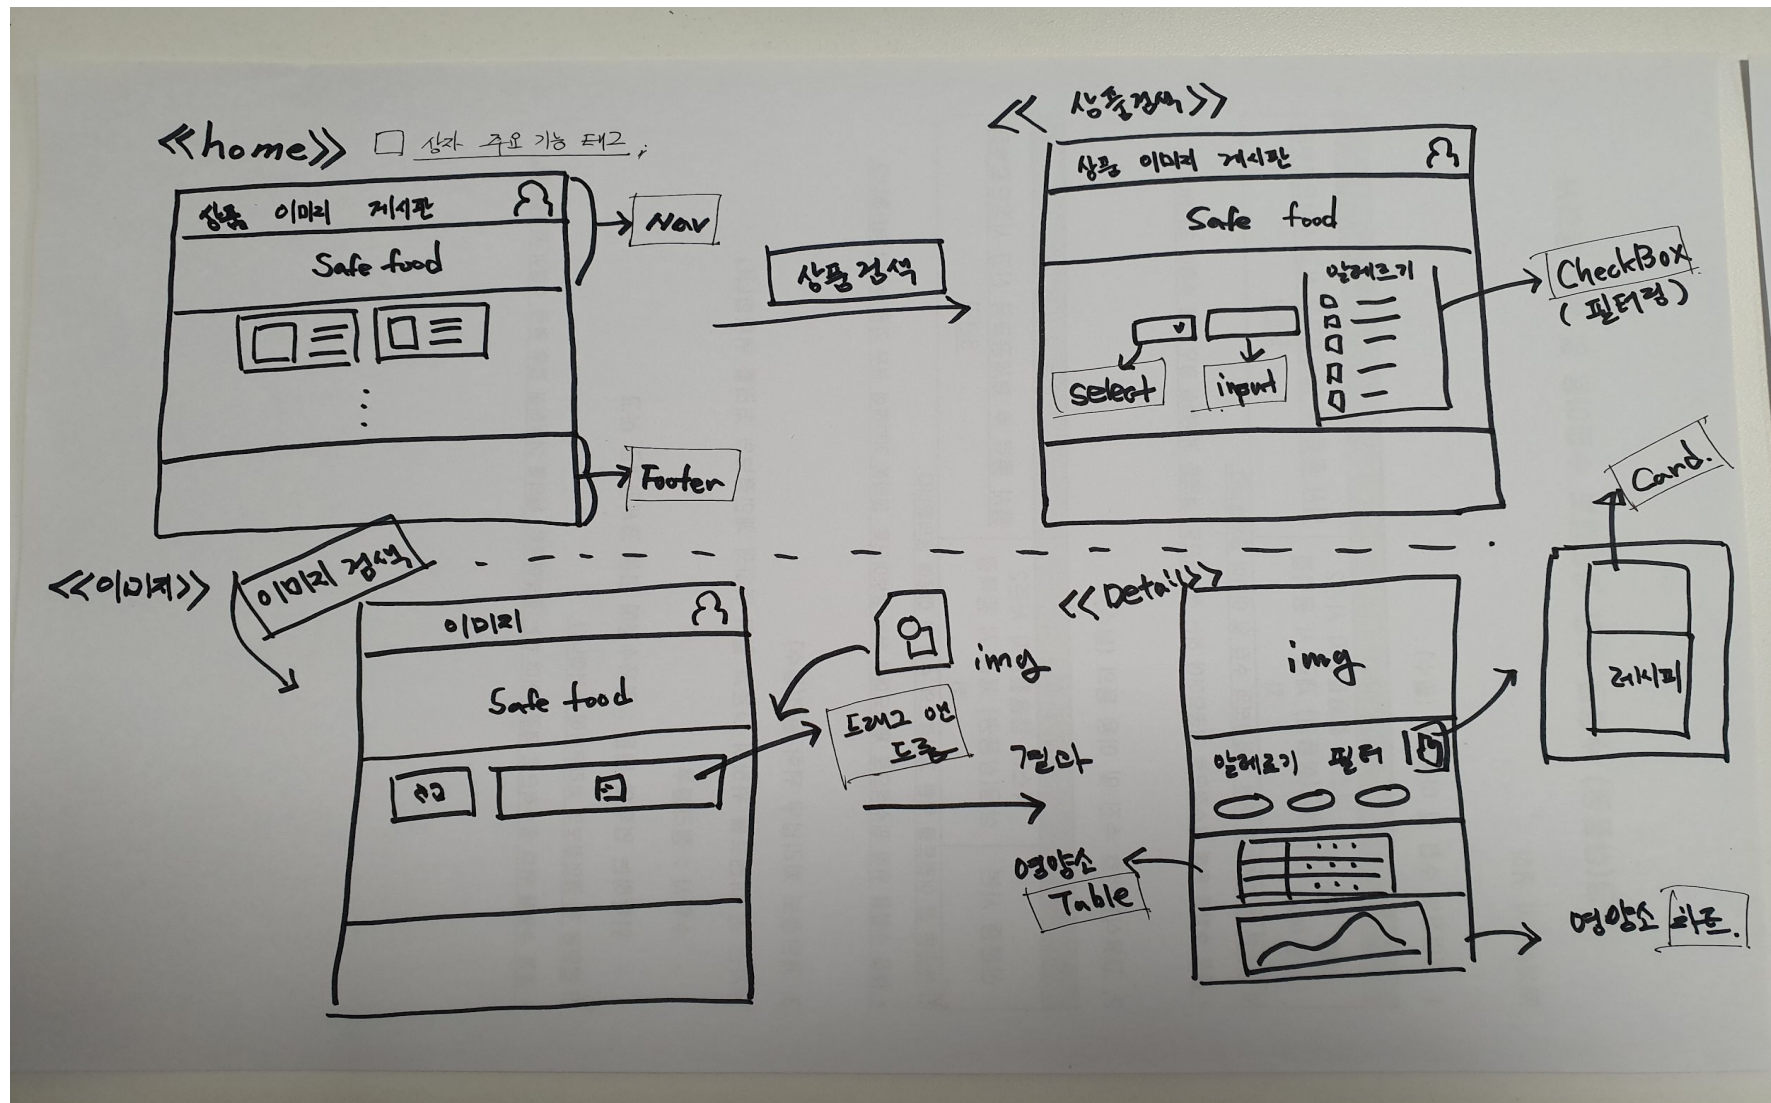 <<home>> □ 상자 주요 기능 태그.
상품 이미지 게시판
Nav
Safe food
Footer
상품검색
<< 상품검색>>
상품 이미지 게시판
Safe food
알레르기
CheckBox
(필터링)
select
input
<<이미지>>
이미지 검색
이미지
Safe food
img
드래그 앤
드롭
결과
<<Detail>>
img
알레르기 필터
영양소
Table
영양소 차트.
Card.
레시피